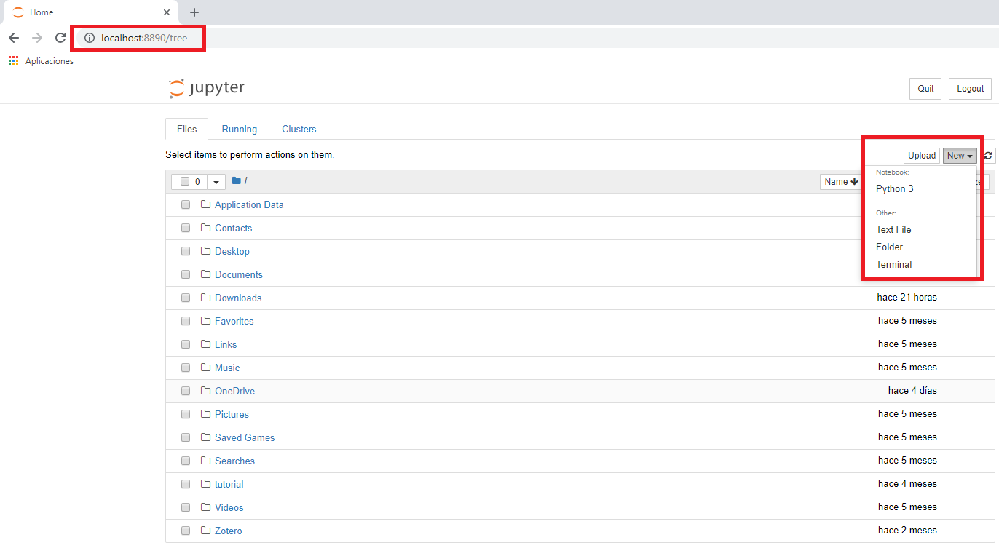 Home
localhost:8890/tree
Aplicaciones
jupyter
Quit Logout
Files Running Clusters
Select items to perform actions on them.
Upload New
0 / Name
Notebook:
Python 3
Other:
Text File
Folder
Terminal
Application Data
Contacts
Desktop
Documents
Downloads hace 21 horas
Favorites hace 5 meses
Links hace 5 meses
Music hace 5 meses
OneDrive hace 4 días
Pictures hace 5 meses
Saved Games hace 5 meses
Searches hace 5 meses
tutorial hace 4 meses
Videos hace 5 meses
Zotero hace 2 meses